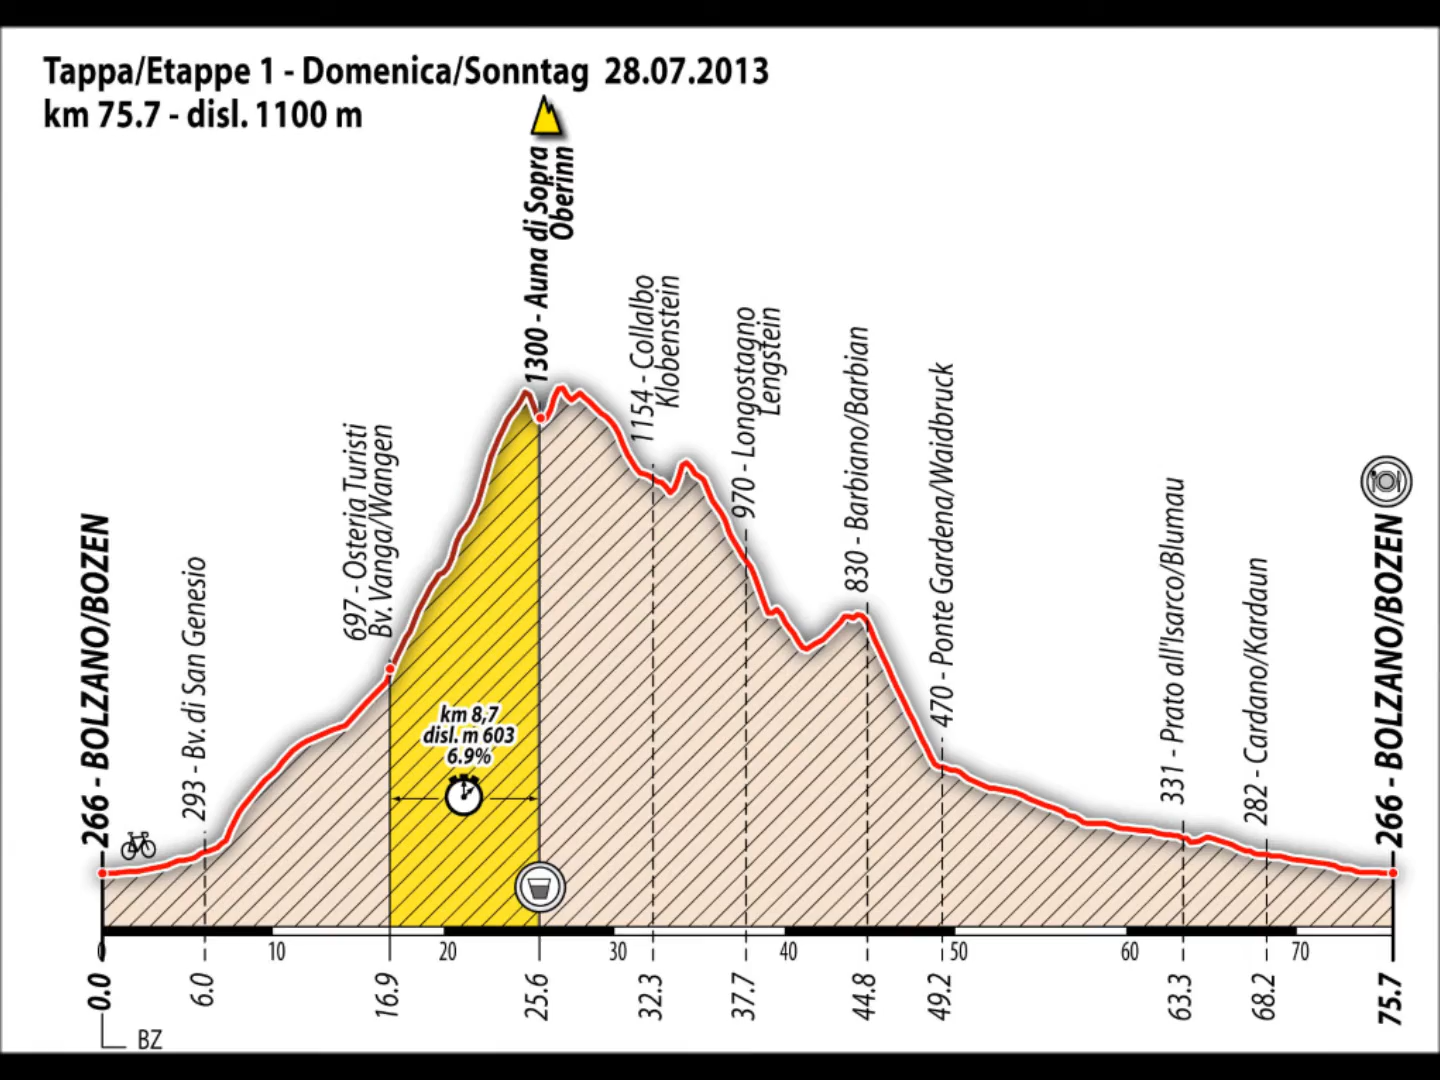 Tappa/Etappe 1 - Domenica/Sonntag 28.07.2013
km 75.7 - disl. 1100 m
266 - BOLZANO/BOZEN
293 - Bv. di San Genesio
697 - Osteria Turisti
Bv. Vanga/Wangen
1300 - Auna di Sopra
Oberinn
1154 - Collalbo
Klobenstein
970 - Longostagno
Lengstein
830 - Barbiano/Barbian
470 - Ponte Gardena/Waidbruck
331 - Prato all'Isarco/Blumau
282 - Cardano/Kardaun
266 - BOLZANO/BOZEN
km 8,7
disl. m 603
6.9%
0 10 20 30 40 50 60 70
0.0 6.0 16.9 25.6 32.3 37.7 44.8 49.2 63.3 68.2 75.7
BZ